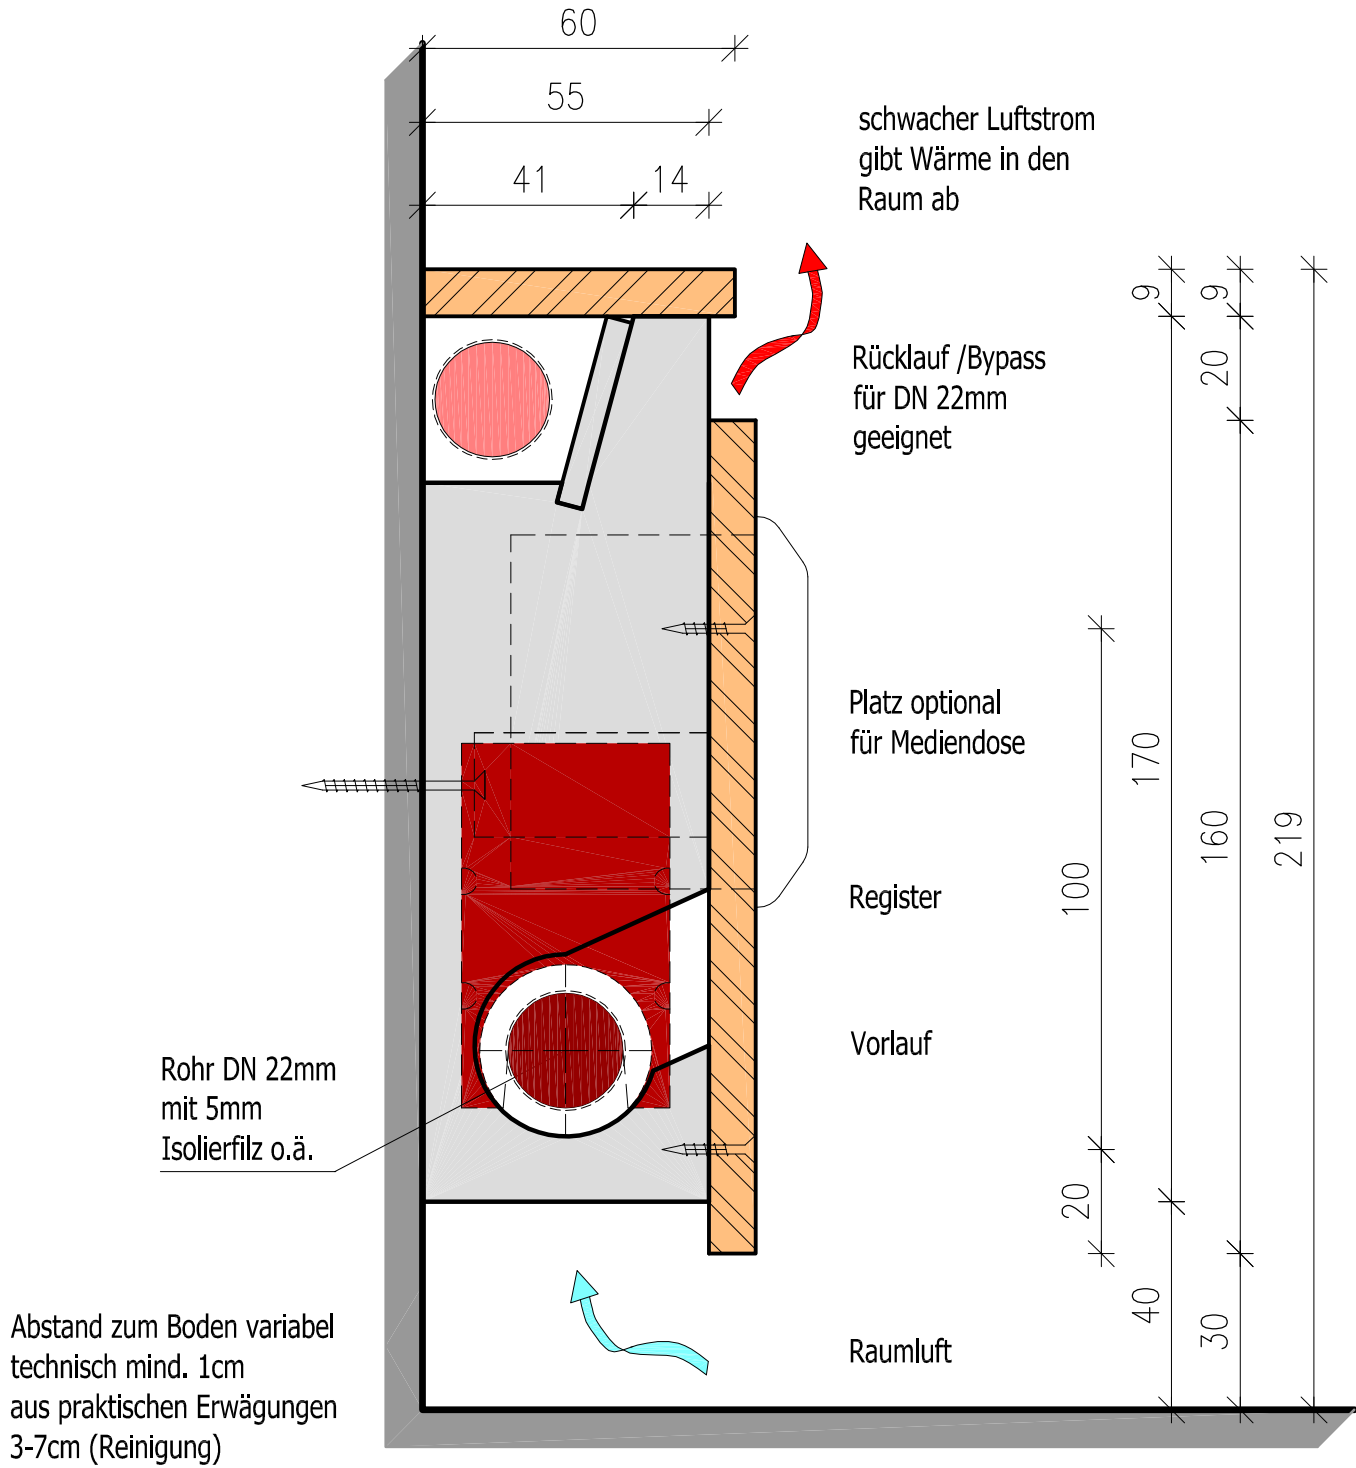 60
55
41
14
schwacher Luftstrom
gibt Wärme in den
Raum ab
9
9
20
Rücklauf /Bypass
für DN 22mm
geeignet
Platz optional
für Mediendose
170
160
219
100
Register
Vorlauf
Rohr DN 22mm
mit 5mm
Isolierfilz o.ä.
20
40
30
Raumluft
Abstand zum Boden variabel
technisch mind. 1cm
aus praktischen Erwägungen
3-7cm (Reinigung)